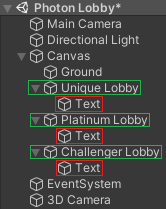 Photon Lobby*
Main Camera
Directional Light
Canvas
Ground
Unique Lobby
Text
Platinum Lobby
Text
Challenger Lobby
Text
EventSystem
3D Camera